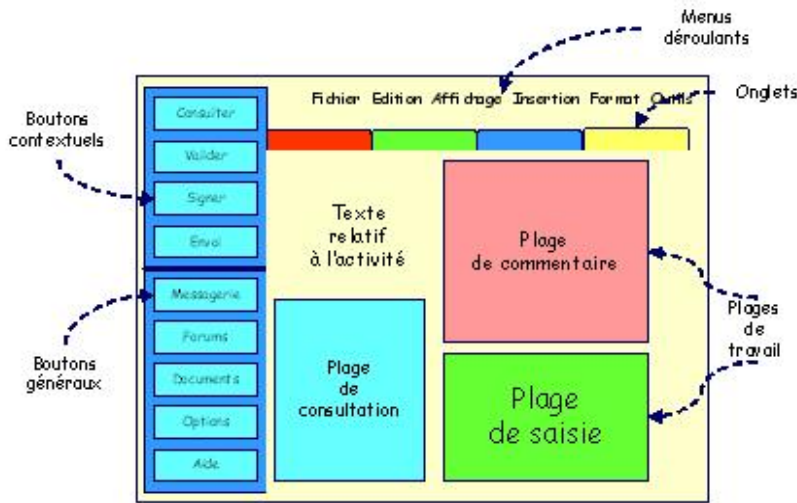 Menus
déroulants
Onglets
Boutons
contextuels
Fichier Edition Affichage Insertion Format Outils
Consulter
Valider
Signer
Envoi
Messagerie
Forums
Documents
Options
Aide
Boutons
généraux
Texte
relatif
à l'activité
Plage
de commentaire
Plage
de
consultation
Plage
de saisie
Plages
de
travail